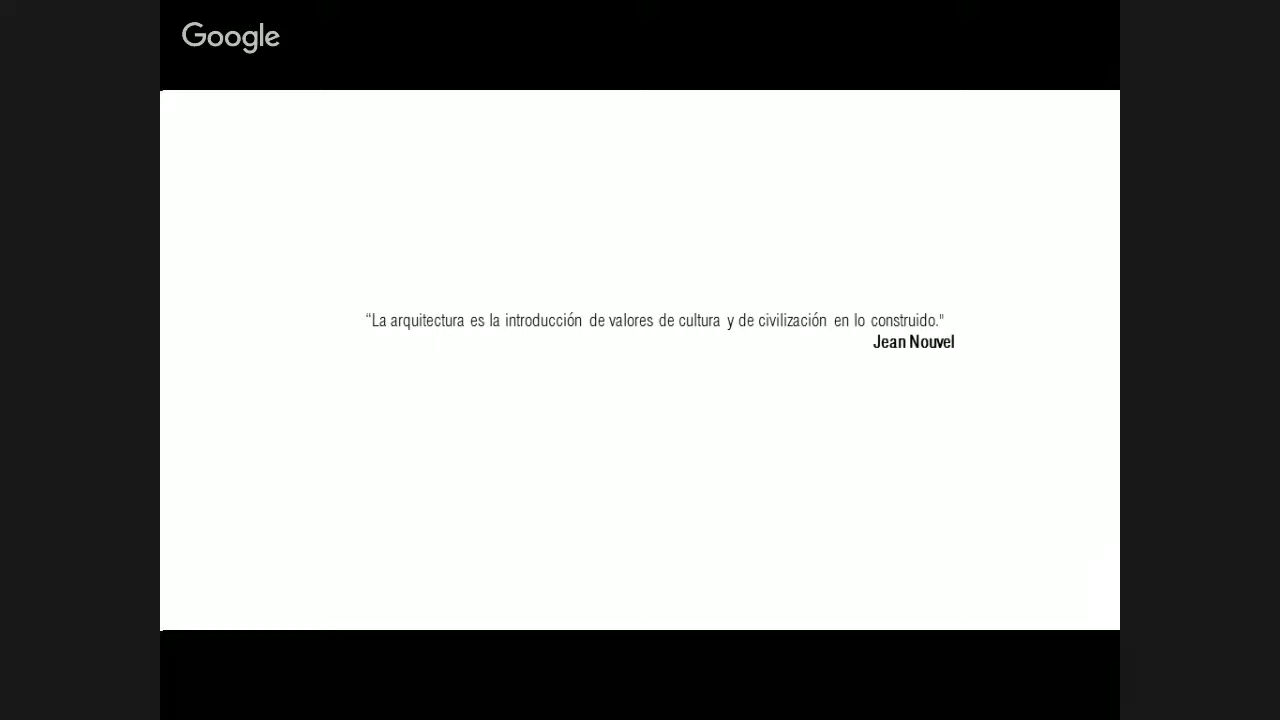 Google
“La arquitectura es la introducción de valores de cultura y de civilización en lo construido."
Jean Nouvel